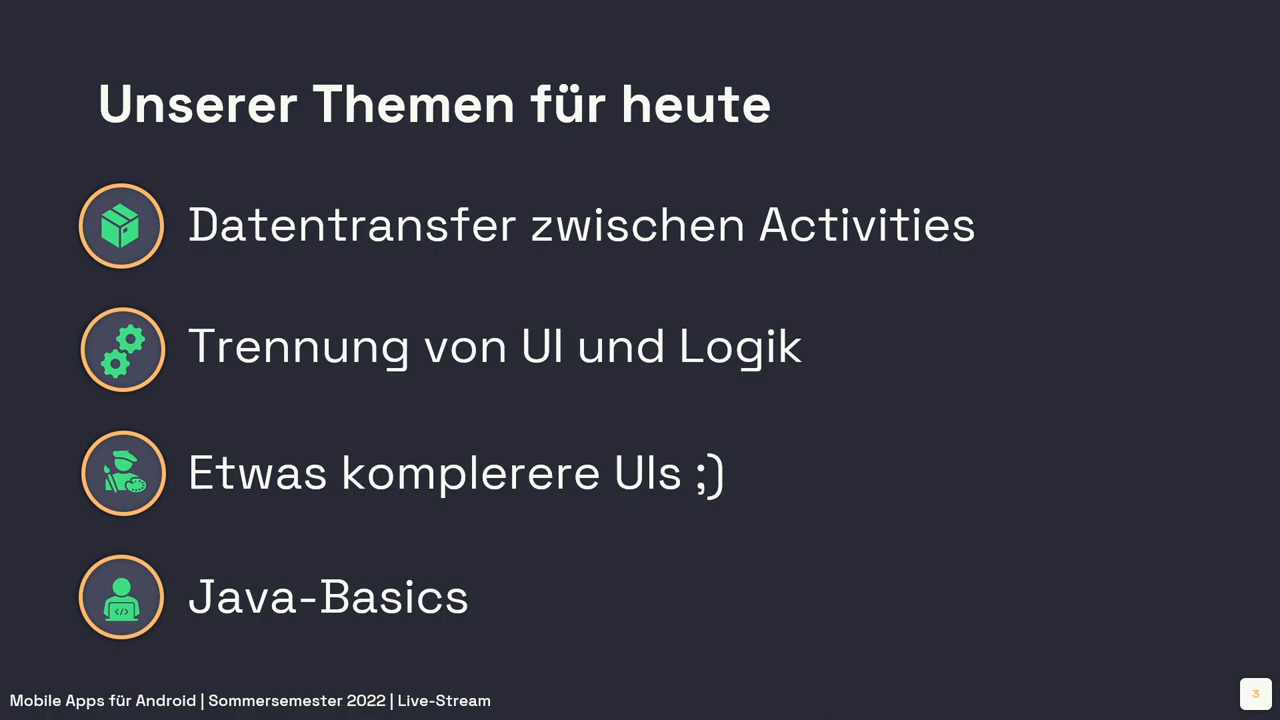 Unserer Themen für heute
Datentransfer zwischen Activities
Trennung von UI und Logik
Etwas komplerere UIs ;)
Java-Basics
Mobile Apps für Android | Sommersemester 2022 | Live-Stream
3